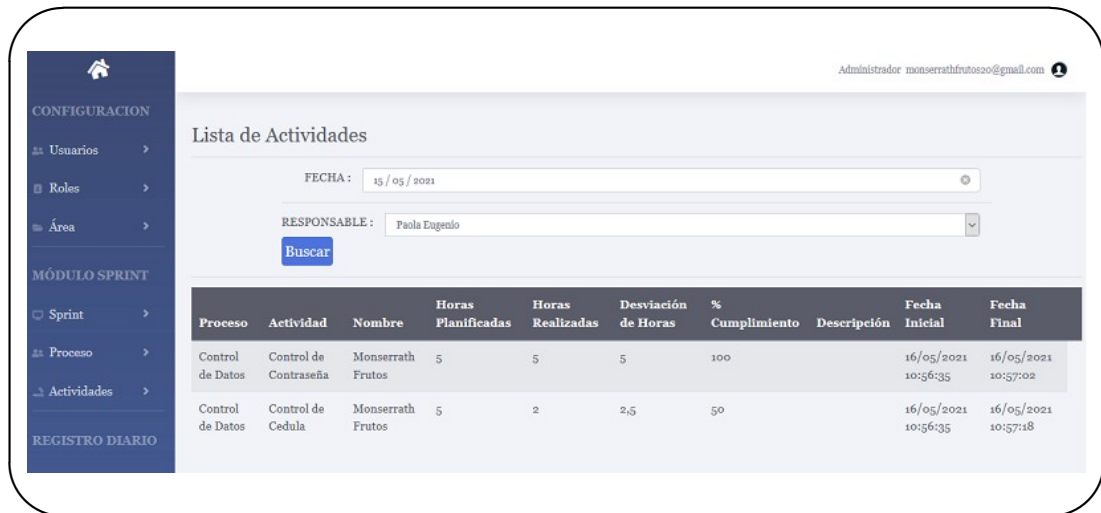 Administrador monserrathfrutos20@gmail.com
CONFIGURACION
Usuarios
Roles
Área
MÓDULO SPRINT
Sprint
Proceso
Actividades
REGISTRO DIARIO
Lista de Actividades
FECHA :
15 / 05 / 2021
RESPONSABLE :
Paola Eugenio
Buscar
Proceso Actividad Nombre Horas Planificadas Horas Realizadas Desviación de Horas % Cumplimiento Descripción Fecha Inicial Fecha Final
Control de Datos Control de Contraseña Monserrath Frutos 5 5 5 100 16/05/2021 10:56:35 16/05/2021 10:57:02
Control de Datos Control de Cedula Monserrath Frutos 5 2 2,5 50 16/05/2021 10:56:35 16/05/2021 10:57:18